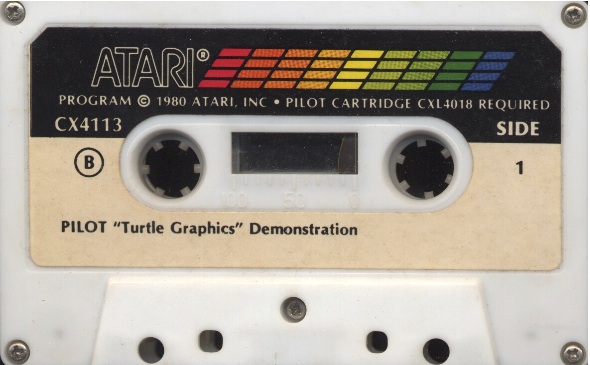 ATARI®
PROGRAM © 1980 ATARI, INC • PILOT CARTRIDGE CXL4018 REQUIRED
CX4113 SIDE
B 1
100 50 0
PILOT "Turtle Graphics" Demonstration